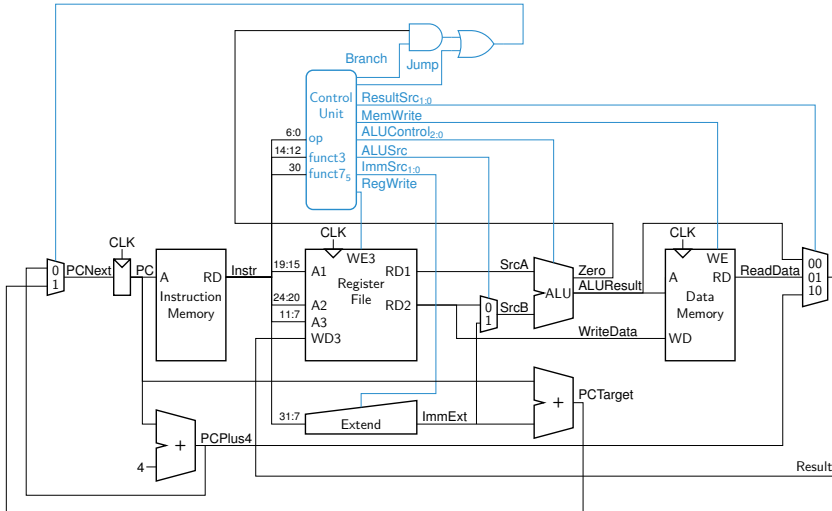 Branch
Jump
Control
Unit
ResultSrc1:0
MemWrite
ALUControl2:0
ALUSrc
ImmSrc1:0
RegWrite
6:0
op
14:12
funct3
30
funct75
CLK
CLK
CLK
0
1
PCNext
PC
A
RD
Instruction
Memory
Instr
19:15
A1
WE3
RD1
Register
File
24:20
A2
RD2
11:7
A3
WD3
SrcA
0
1
SrcB
ALU
Zero
ALUResult
WriteData
WE
A
RD
Data
Memory
WD
ReadData
00
01
10
31:7
Extend
ImmExt
+
PCTarget
+
4
PCPlus4
Result